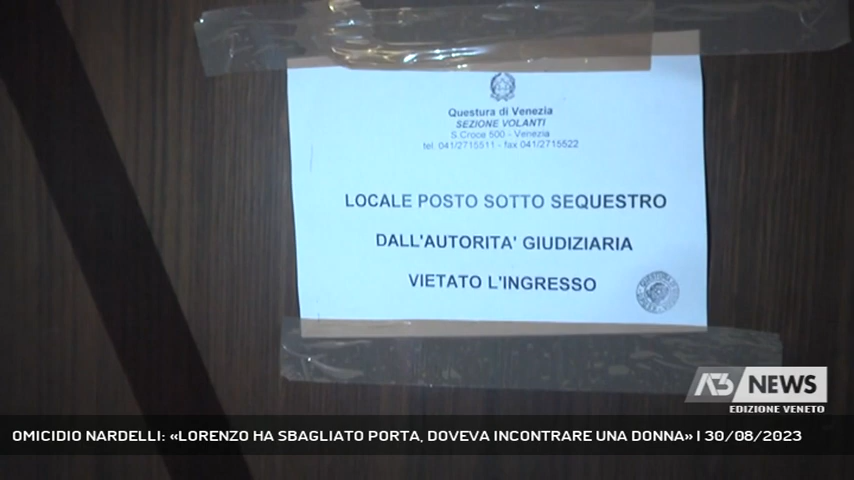 Questura di Venezia
SEZIONE VOLANTI
S.Croce 500 - Venezia
tel. 041/2715511 - fax 041/2715522
LOCALE POSTO SOTTO SEQUESTRO
DALL'AUTORITA' GIUDIZIARIA
VIETATO L'INGRESSO
A3 NEWS
EDIZIONE VENETO
OMICIDIO NARDELLI: «LORENZO HA SBAGLIATO PORTA, DOVEVA INCONTRARE UNA DONNA» | 30/08/2023